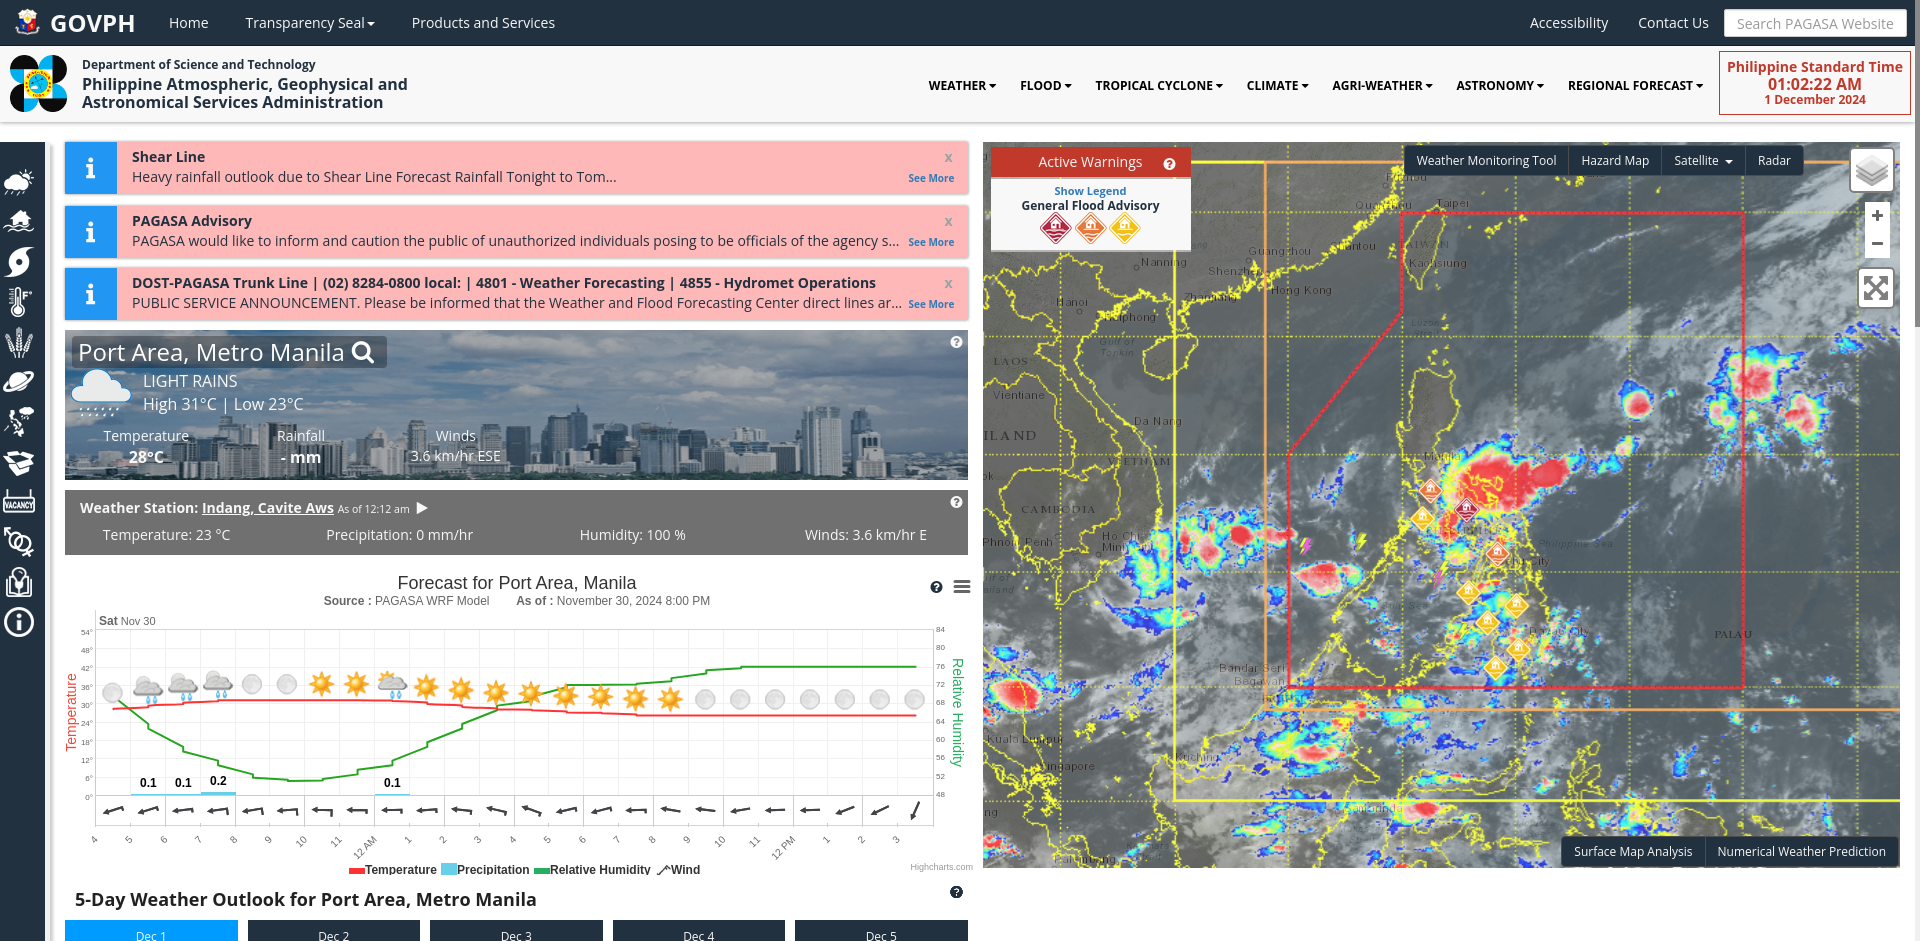 GOVPH
Home
Transparency Seal
Products and Services
Accessibility
Contact Us
Search PAGASA Website
Department of Science and Technology
Philippine Atmospheric, Geophysical and
Astronomical Services Administration
WEATHER
FLOOD
TROPICAL CYCLONE
CLIMATE
AGRI-WEATHER
ASTRONOMY
REGIONAL FORECAST
Philippine Standard Time
01:02:22 AM
1 December 2024
Shear Line
x
Heavy rainfall outlook due to Shear Line Forecast Rainfall Tonight to Tom...
See More
PAGASA Advisory
x
PAGASA would like to inform and caution the public of unauthorized individuals posing to be officials of the agency s...
See More
DOST-PAGASA Trunk Line | (02) 8284-0800 local: | 4801 - Weather Forecasting | 4855 - Hydromet Operations
x
PUBLIC SERVICE ANNOUNCEMENT. Please be informed that the Weather and Flood Forecasting Center direct lines ar...
See More
VACANCY
Port Area, Metro Manila
LIGHT RAINS
High 31°C | Low 23°C
Temperature
Rainfall
Winds
28°C
- mm
3.6 km/hr ESE
Weather Station: Indang, Cavite Aws As of 12:12 am
Temperature: 23 °C
Precipitation: 0 mm/hr
Humidity: 100 %
Winds: 3.6 km/hr E
Forecast for Port Area, Manila
Source : PAGASA WRF Model As of : November 30, 2024 8:00 PM
Sat Nov 30
54°
48°
42°
36°
30°
24°
18°
12°
6°
0°
Temperature
84
80
76
72
68
64
60
56
52
48
Relative Humidity
0.1
0.1
0.2
0.1
4
5
6
7
8
9
10
11
12 AM
1
2
3
4
5
6
7
8
9
10
11
12 PM
1
2
3
Temperature
Precipitation
Relative Humidity
Wind
Highcharts.com
5-Day Weather Outlook for Port Area, Metro Manila
Dec 1
Dec 2
Dec 3
Dec 4
Dec 5
Active Warnings
Show Legend
General Flood Advisory
Weather Monitoring Tool
Hazard Map
Satellite
Radar
+
−
Taipei
TAIWAN
Kaohsiung
Guangzhou
Shantou
Nanning
Shenzhen
Hong Kong
Zhanjiang
Hanoi
Haiphong
Gulf of
Tonkin
Luzon
LAOS
Vientiane
Da Nang
ILAND
VIETNAM
Manila
CAMBODIA
Phnom Penh
Ho Chi
Philippine Sea
Davao City
PALAU
Bandar Seri
Begawan
Kuala Lumpur
Singapore
Kuching
Samarinda
Palembang
Surface Map Analysis
Numerical Weather Prediction